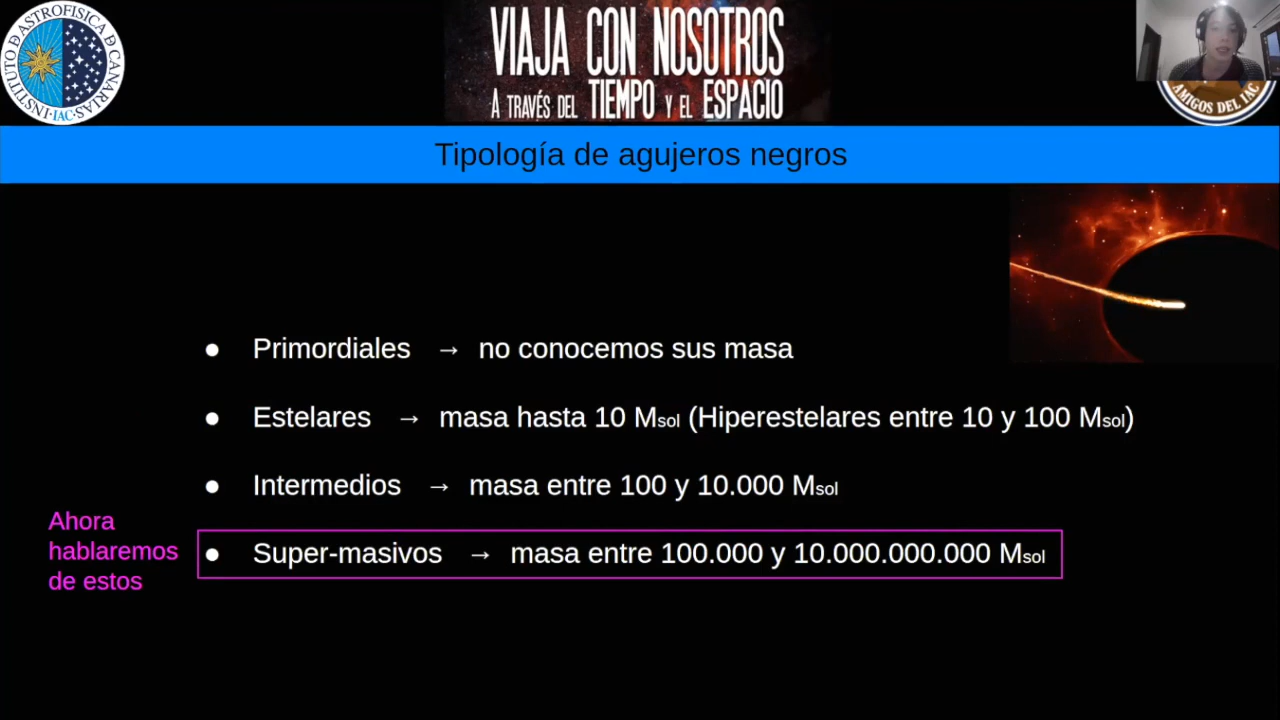 INSTITUTO DE ASTROFISICA DE CANARIAS
·IAC·
VIAJA CON NOSOTROS
A TRAVÉS DEL TIEMPO Y EL ESPACIO
AMIGOS DEL IAC
Tipología de agujeros negros
● Primordiales → no conocemos sus masa
● Estelares → masa hasta 10 Msol (Hiperestelares entre 10 y 100 Msol)
● Intermedios → masa entre 100 y 10.000 Msol
Ahora
hablaremos
de estos
● Super-masivos → masa entre 100.000 y 10.000.000.000 Msol